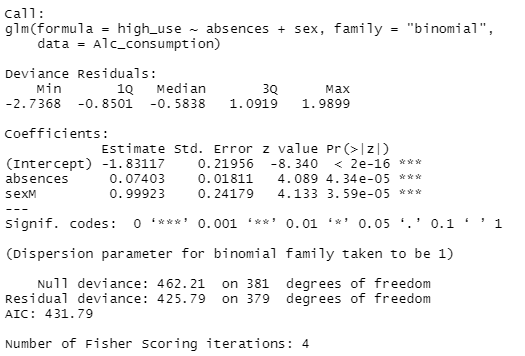 Call:
glm(formula = high_use ~ absences + sex, family = "binomial",
data = Alc_consumption)
Deviance Residuals:
Min 1Q Median 3Q Max
-2.7368 -0.8501 -0.5838 1.0919 1.9899
Coefficients:
Estimate Std. Error z value Pr(>|z|)
(Intercept) -1.83117 0.21956 -8.340 < 2e-16 ***
absences 0.07403 0.01811 4.089 4.34e-05 ***
sexM 0.99923 0.24179 4.133 3.59e-05 ***
---
Signif. codes: 0 ‘***’ 0.001 ‘**’ 0.01 ‘*’ 0.05 ‘.’ 0.1 ‘ ’ 1
(Dispersion parameter for binomial family taken to be 1)
Null deviance: 462.21 on 381 degrees of freedom
Residual deviance: 425.79 on 379 degrees of freedom
AIC: 431.79
Number of Fisher Scoring iterations: 4